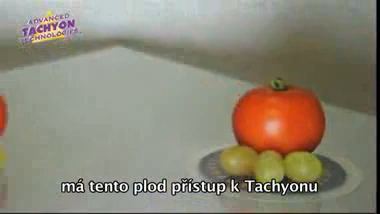 ADVANCED
TACHYON
TECHNOLOGIES
má tento plod přístup k Tachyonu